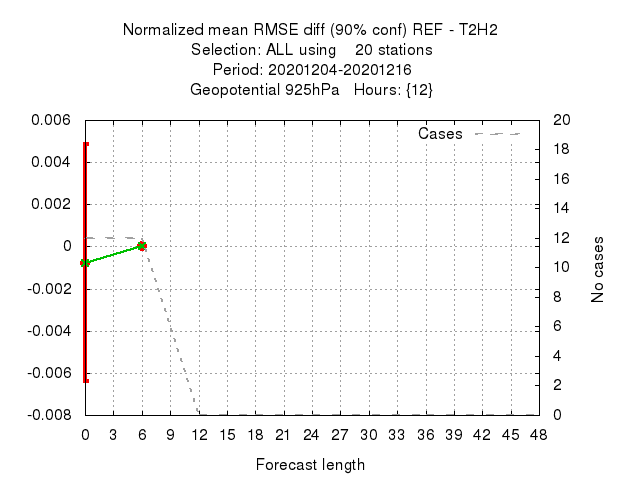 Normalized mean RMSE diff (90% conf) REF - T2H2
Selection: ALL using 20 stations
Period: 20201204-20201216
Geopotential 925hPa Hours: {12}
Cases
0.006
0.004
0.002
0
-0.002
-0.004
-0.006
-0.008
20
18
16
14
12
10
8
6
4
2
0
No cases
0 3 6 9 12 15 18 21 24 27 30 33 36 39 42 45 48
Forecast length